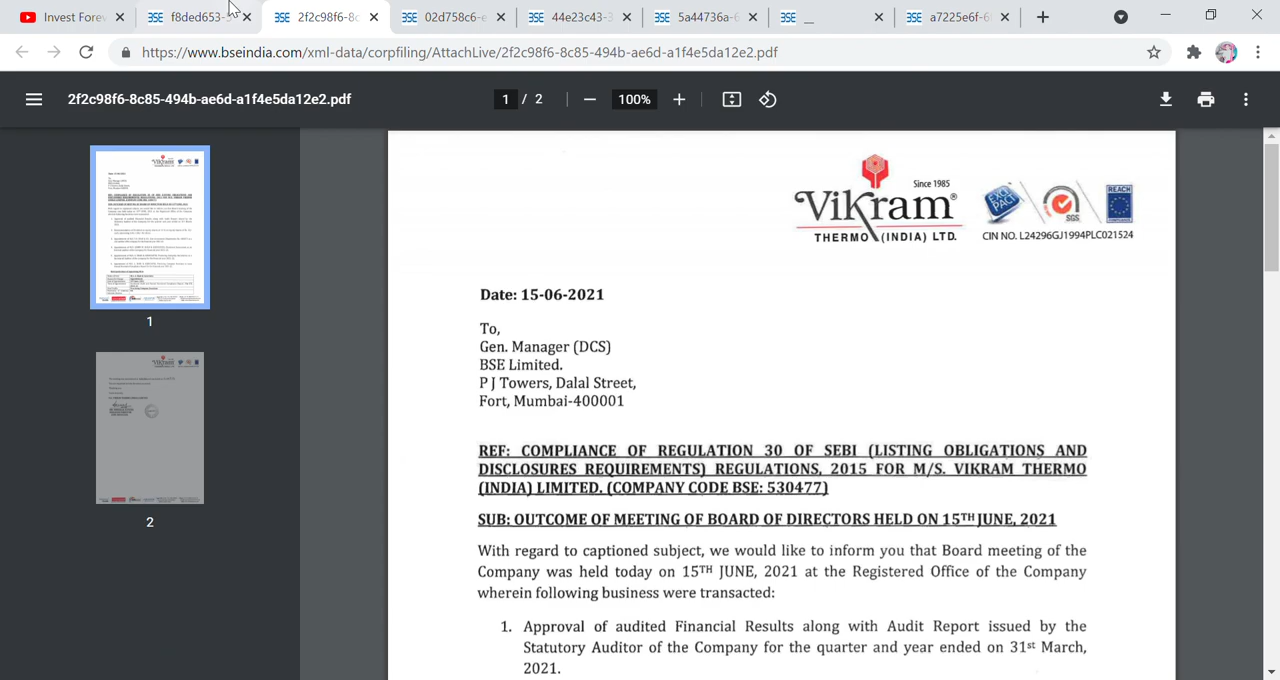 Invest Fore
f8ded653-
2f2c98f6-8c
02d758c6-e
44e23c43-3
5a44736a-6
__
a7225e6f-6
https://www.bseindia.com/xml-data/corpfiling/AttachLive/2f2c98f6-8c85-494b-ae6d-a1f4e5da12e2.pdf
2f2c98f6-8c85-494b-ae6d-a1f4e5da12e2.pdf
1 / 2
100%
1
2
Since 1985
Vikram®
THERMO (INDIA) LTD.
PACT
SGS
REACH
CIN NO. L24296GJ1994PLC021524
Date: 15-06-2021
To,
Gen. Manager (DCS)
BSE Limited.
P J Towers, Dalal Street,
Fort, Mumbai-400001
REF: COMPLIANCE OF REGULATION 30 OF SEBI (LISTING OBLIGATIONS AND
DISCLOSURES REQUIREMENTS) REGULATIONS, 2015 FOR M/S. VIKRAM THERMO
(INDIA) LIMITED. (COMPANY CODE BSE: 530477)
SUB: OUTCOME OF MEETING OF BOARD OF DIRECTORS HELD ON 15TH JUNE, 2021
With regard to captioned subject, we would like to inform you that Board meeting of the
Company was held today on 15TH JUNE, 2021 at the Registered Office of the Company
wherein following business were transacted:
1. Approval of audited Financial Results along with Audit Report issued by the
Statutory Auditor of the Company for the quarter and year ended on 31st March,
2021.